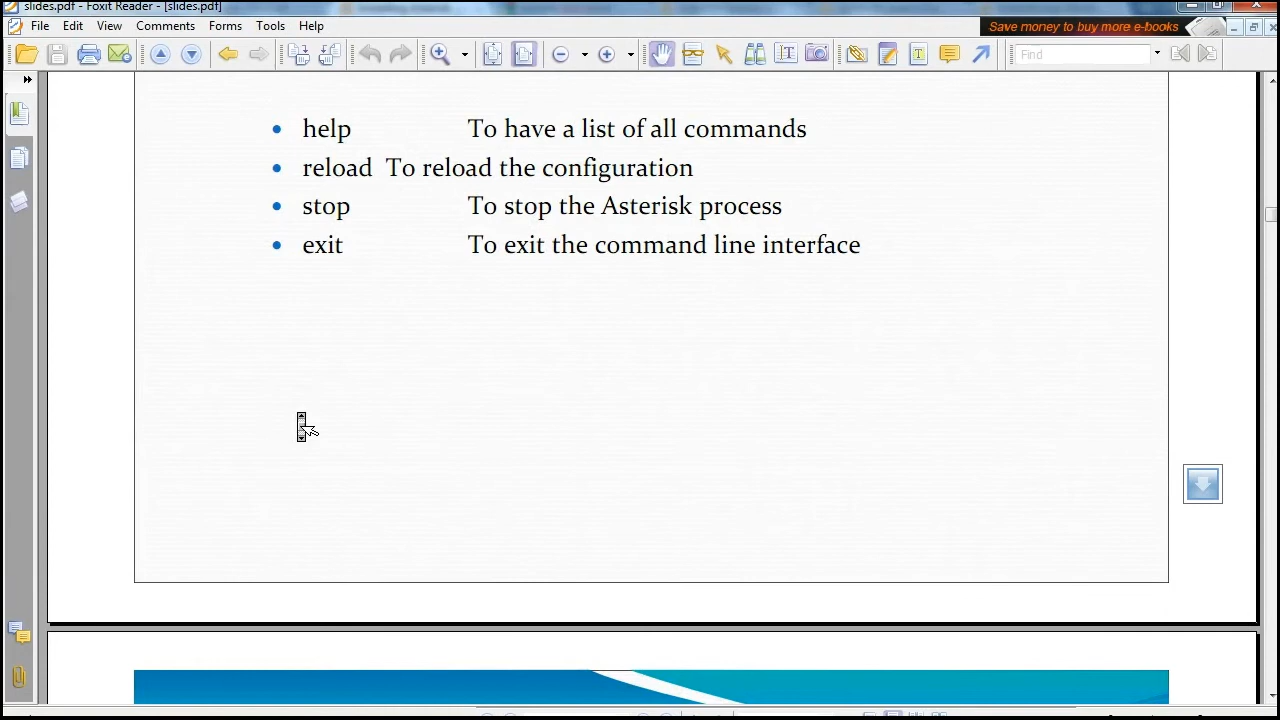 slides.pdf - Foxit Reader - [slides.pdf]
File Edit View Comments Forms Tools Help
Save money to buy more e-books
Find
• help To have a list of all commands
• reload To reload the configuration
• stop To stop the Asterisk process
• exit To exit the command line interface